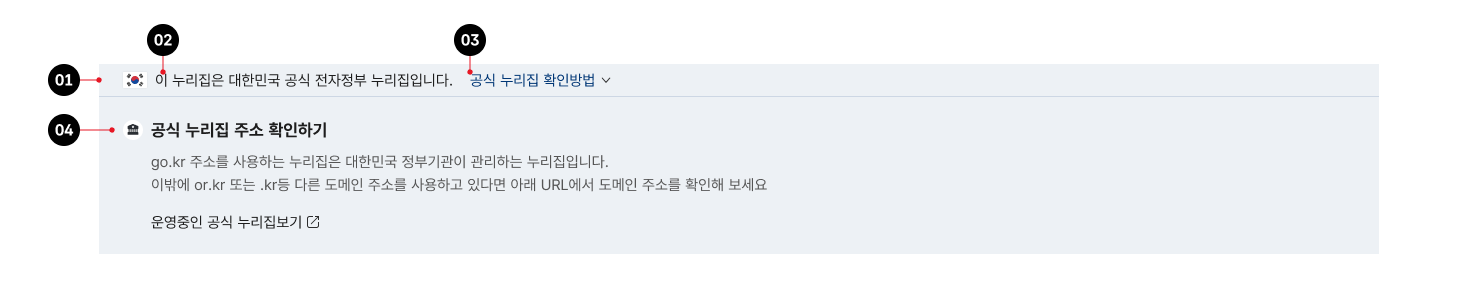 02
03
01
이 누리집은 대한민국 공식 전자정부 누리집입니다. 공식 누리집 확인방법
04
공식 누리집 주소 확인하기
go.kr 주소를 사용하는 누리집은 대한민국 정부기관이 관리하는 누리집입니다.
이밖에 or.kr 또는 .kr등 다른 도메인 주소를 사용하고 있다면 아래 URL에서 도메인 주소를 확인해 보세요
운영중인 공식 누리집보기